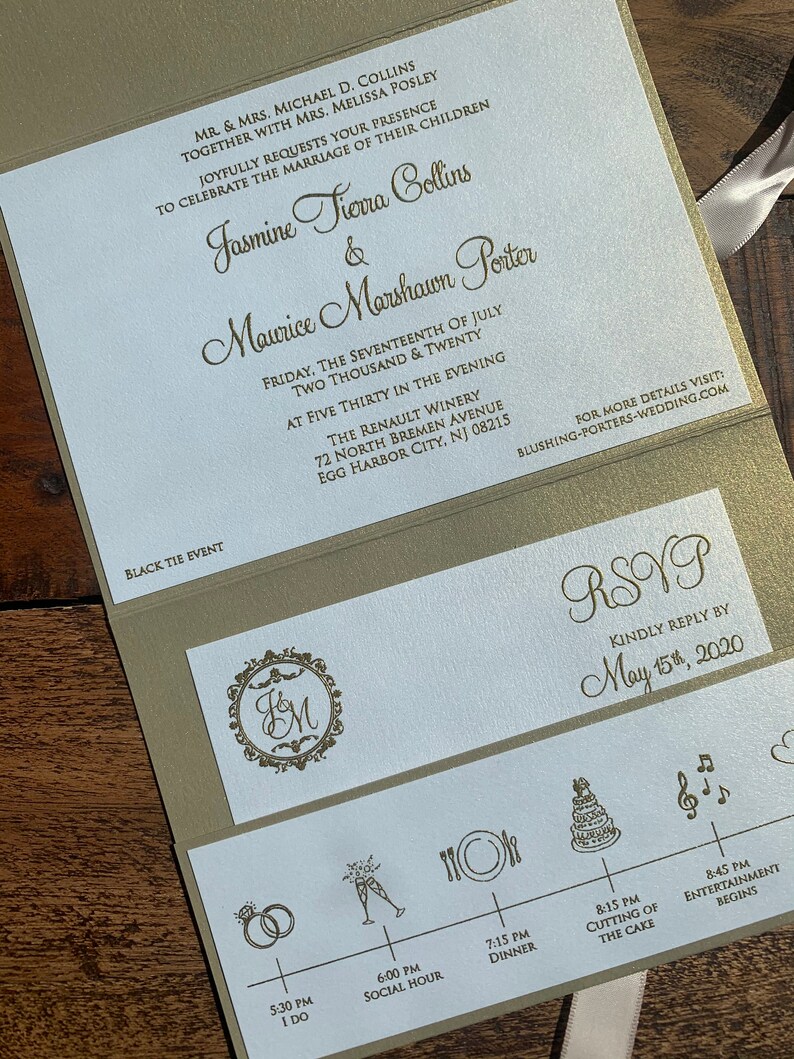 Mr. & Mrs. Michael D. Collins
together with Mrs. Melissa Posley
joyfully requests your presence
to celebrate the marriage of their children
Jasmine Tierra Collins
&
Maurice Marshawn Porter
Friday, The Seventeenth Of July
Two Thousand & Twenty
at Five Thirty in the evening
The Renault Winery
72 North Bremen Avenue
Egg Harbor City, NJ 08215
for more details visit:
blushing-porters-wedding.com
Black tie event
RSVP
Kindly reply by
May 15th, 2020
J&M
5:30 pm
I do
6:00 pm
Social Hour
7:15 pm
Dinner
8:15 pm
Cutting of
the cake
8:45 pm
Entertainment
begins